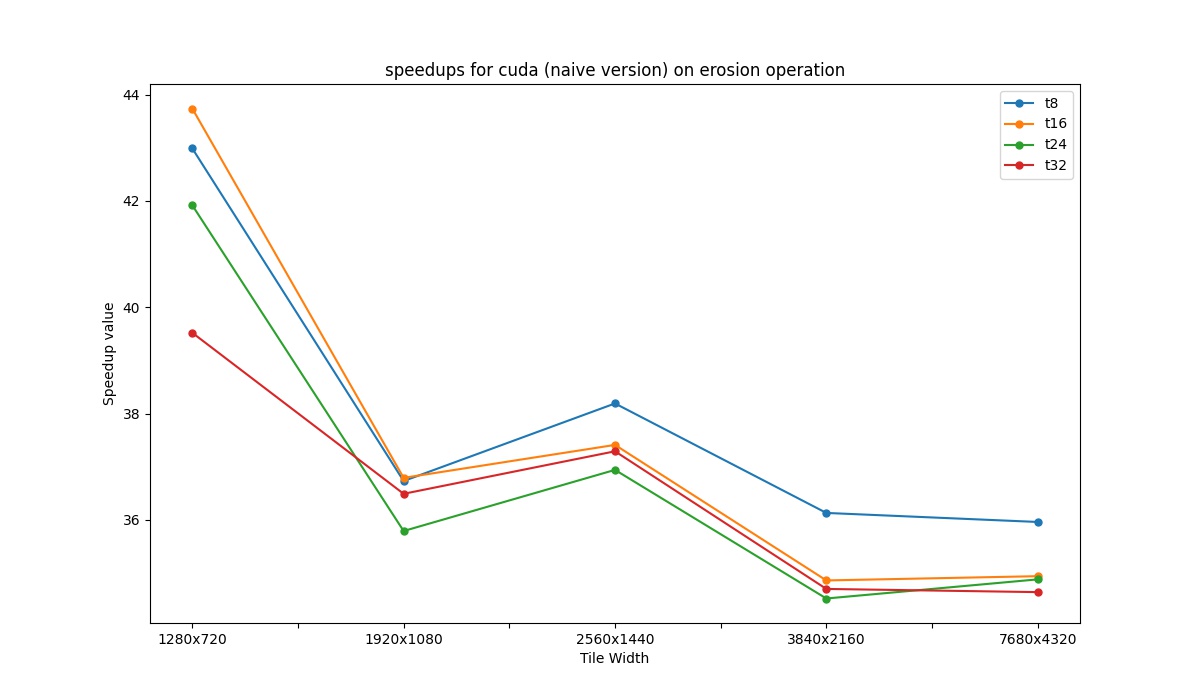 speedups for cuda (naive version) on erosion operation
t8
t16
t24
t32
44
42
40
38
36
Speedup value
1280x720 1920x1080 2560x1440 3840x2160 7680x4320
Tile Width